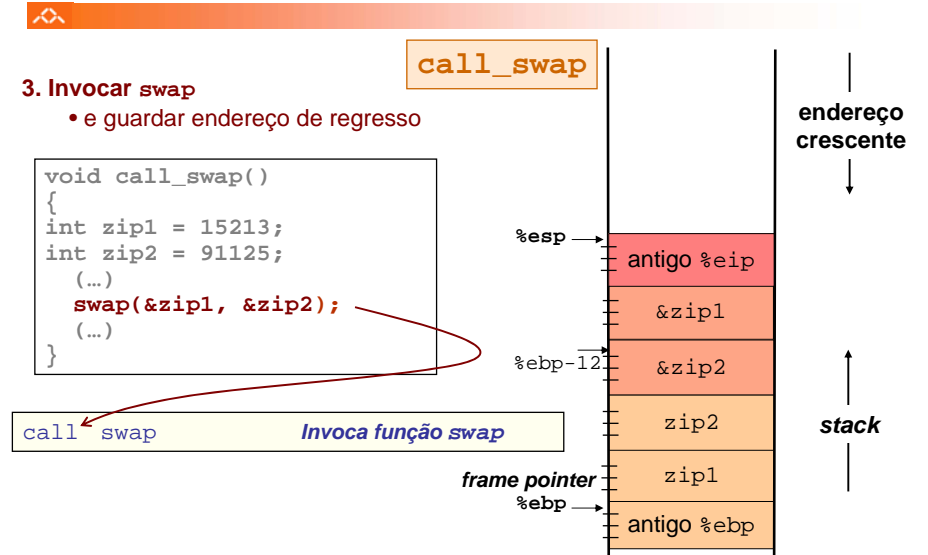 call_swap
3. Invocar swap
• e guardar endereço de regresso
void call_swap()
{
int zip1 = 15213;
int zip2 = 91125;
(…)
swap(&zip1, &zip2);
(…)
}
call swap Invoca função swap
endereço
crescente
%esp
antigo %eip
&zip1
%ebp-12
&zip2
zip2
stack
frame pointer
zip1
%ebp
antigo %ebp